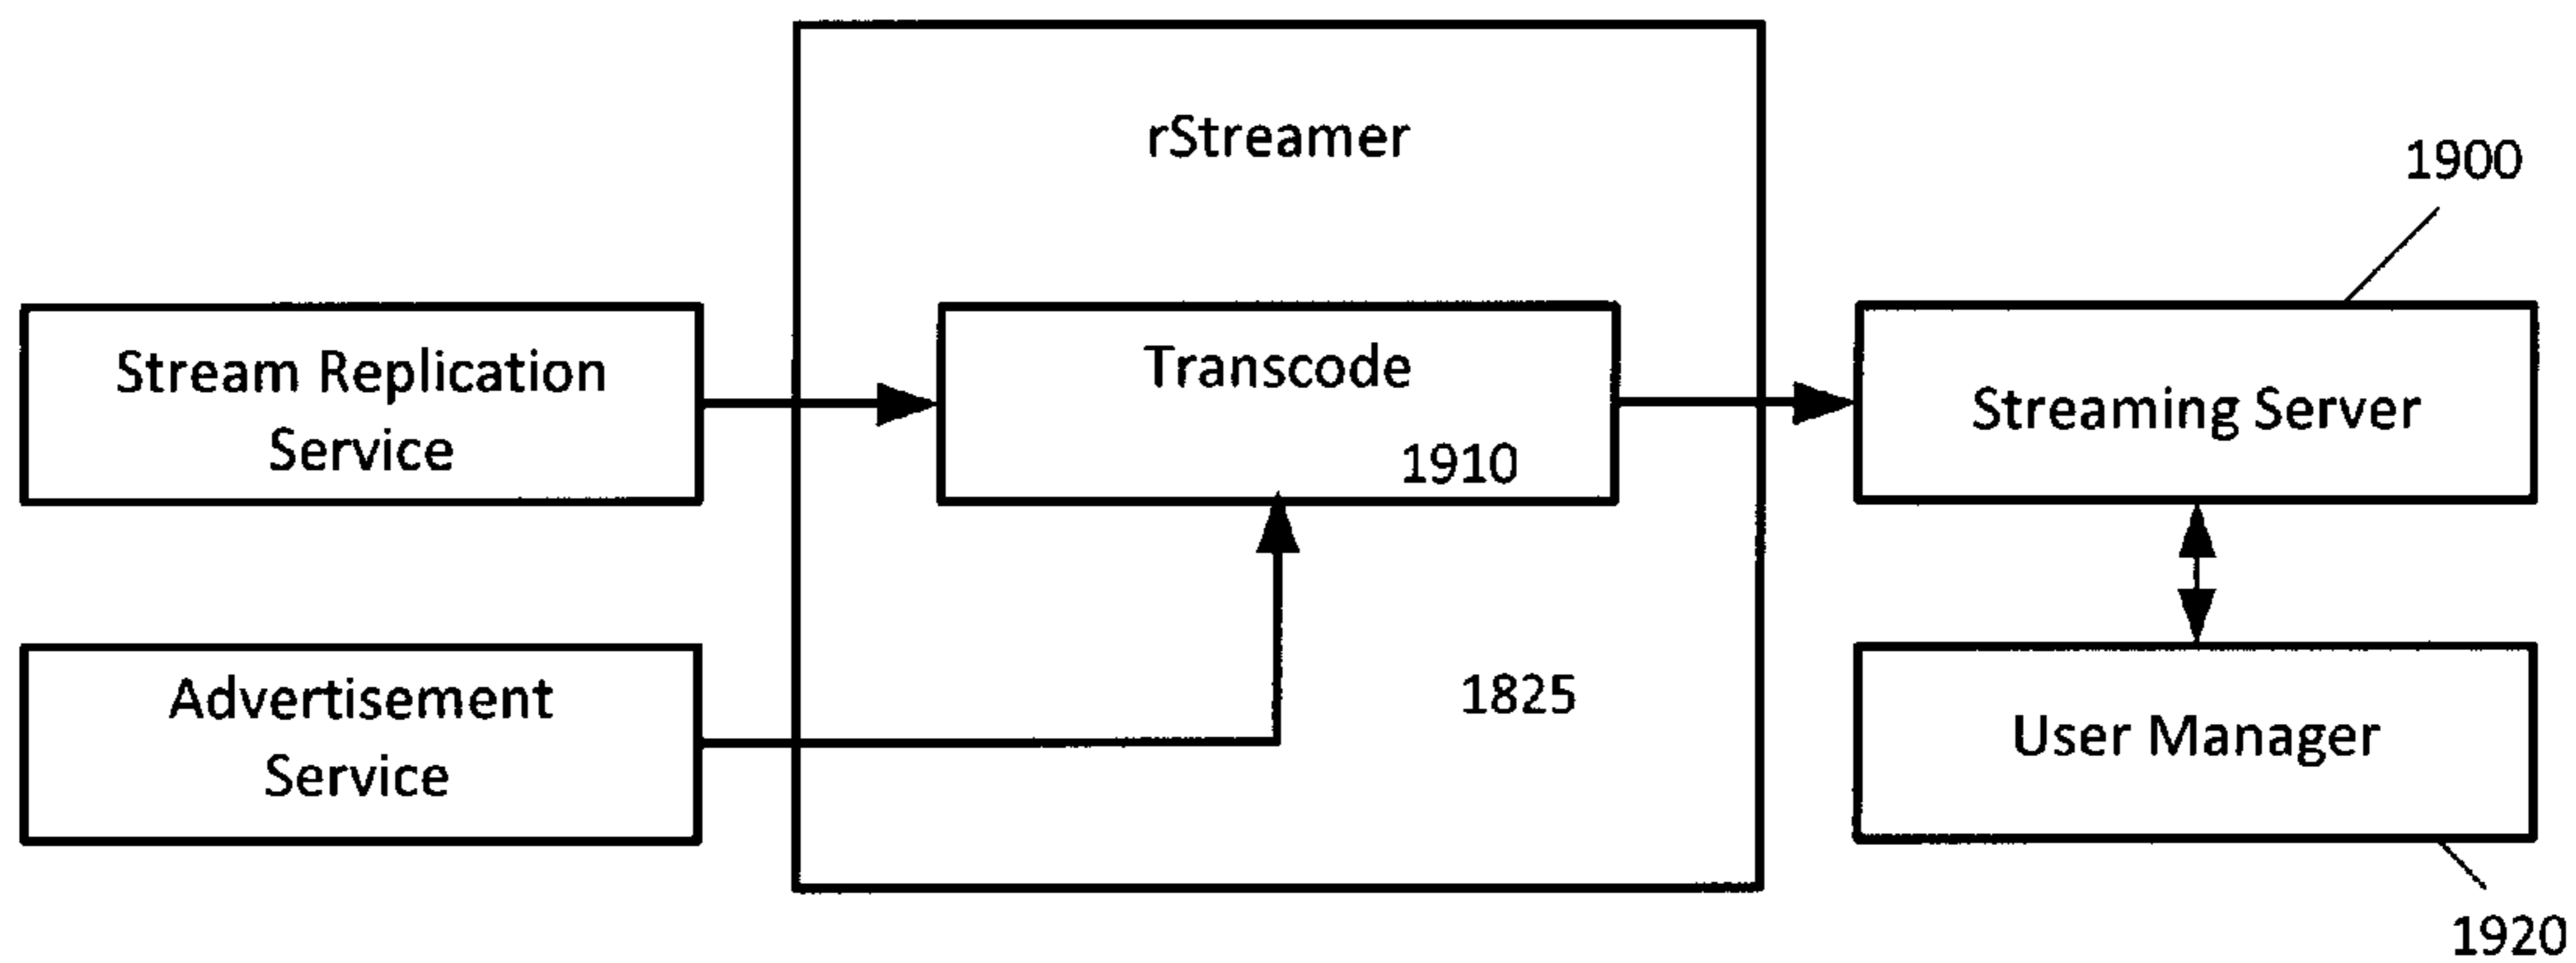 rStreamer
1900
Stream Replication
Service
Transcode
1910
Streaming Server
Advertisement
Service
1825
User Manager
1920